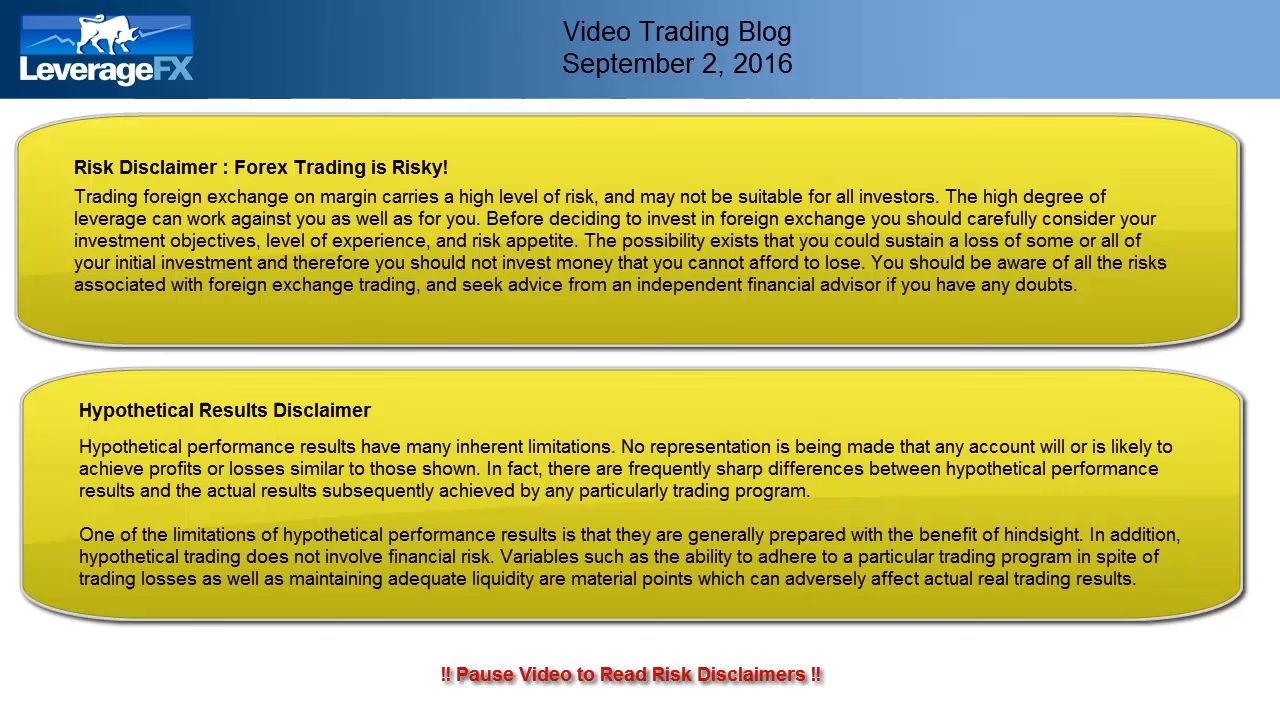 LeverageFX
Video Trading Blog
September 2, 2016
Risk Disclaimer : Forex Trading is Risky!
Trading foreign exchange on margin carries a high level of risk, and may not be suitable for all investors. The high degree of
leverage can work against you as well as for you. Before deciding to invest in foreign exchange you should carefully consider your
investment objectives, level of experience, and risk appetite. The possibility exists that you could sustain a loss of some or all of
your initial investment and therefore you should not invest money that you cannot afford to lose. You should be aware of all the risks
associated with foreign exchange trading, and seek advice from an independent financial advisor if you have any doubts.
Hypothetical Results Disclaimer
Hypothetical performance results have many inherent limitations. No representation is being made that any account will or is likely to
achieve profits or losses similar to those shown. In fact, there are frequently sharp differences between hypothetical performance
results and the actual results subsequently achieved by any particularly trading program.
One of the limitations of hypothetical performance results is that they are generally prepared with the benefit of hindsight. In addition,
hypothetical trading does not involve financial risk. Variables such as the ability to adhere to a particular trading program in spite of
trading losses as well as maintaining adequate liquidity are material points which can adversely affect actual real trading results.
!! Pause Video to Read Risk Disclaimers !!